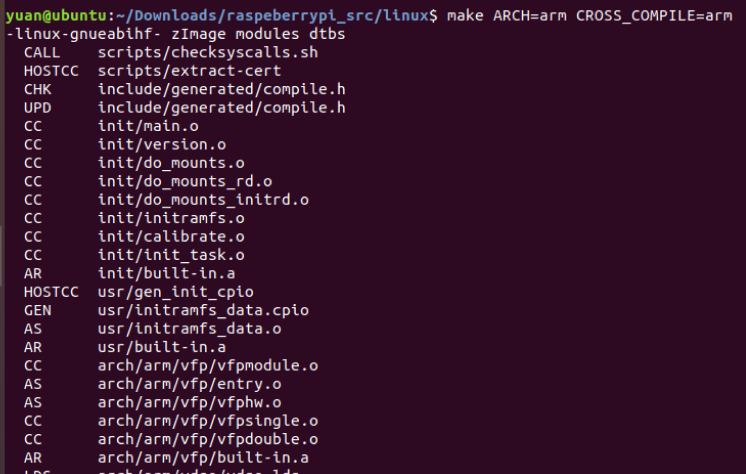 yuan@ubuntu:~/Downloads/raspeberrypi_src/linux$ make ARCH=arm CROSS_COMPILE=arm
-linux-gnueabihf- zImage modules dtbs
CALL    scripts/checksyscalls.sh
HOSTCC  scripts/extract-cert
CHK     include/generated/compile.h
UPD     include/generated/compile.h
CC      init/main.o
CC      init/version.o
CC      init/do_mounts.o
CC      init/do_mounts_rd.o
CC      init/do_mounts_initrd.o
CC      init/initramfs.o
CC      init/calibrate.o
CC      init/init_task.o
AR      init/built-in.a
HOSTCC  usr/gen_init_cpio
GEN     usr/initramfs_data.cpio
AS      usr/initramfs_data.o
AR      usr/built-in.a
CC      arch/arm/vfp/vfpmodule.o
AS      arch/arm/vfp/entry.o
AS      arch/arm/vfp/vfphw.o
CC      arch/arm/vfp/vfpsingle.o
CC      arch/arm/vfp/vfpdouble.o
AR      arch/arm/vfp/built-in.a